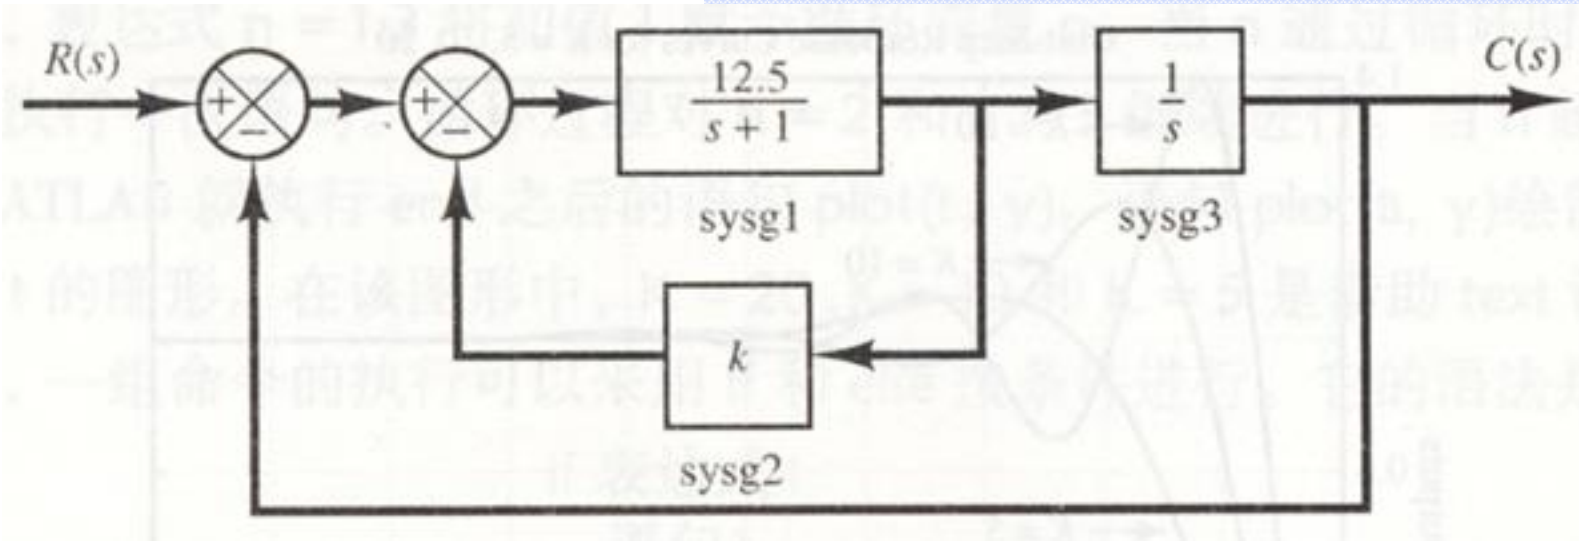 R(s)
C(s)
+
−
+
−
12.5
s + 1
1
s
sysg1
sysg3
k
sysg2